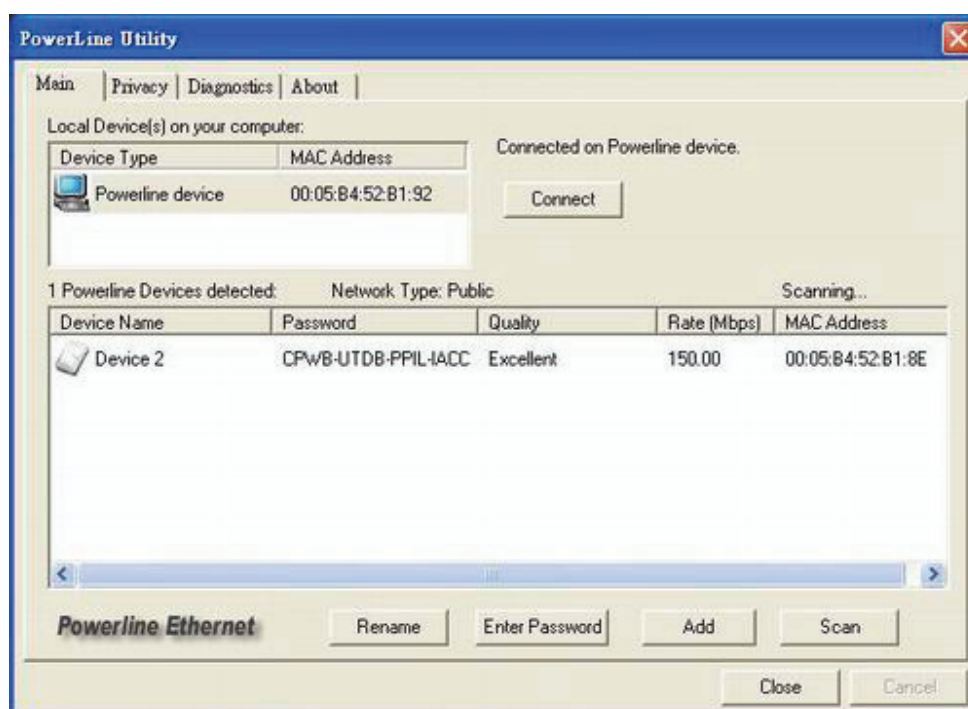 PowerLine Utility
Main Privacy Diagnostics About
Local Device(s) on your computer:
Connected on Powerline device.
Device Type MAC Address
Powerline device 00:05:B4:52:B1:92
Connect
1 Powerline Devices detected: Network Type: Public Scanning...
Device Name Password Quality Rate (Mbps) MAC Address
Device 2 CPWB-UTDB-PPIL-IACC Excellent 150.00 00:05:B4:52:B1:8E
Powerline Ethernet Rename Enter Password Add Scan
Close Cancel